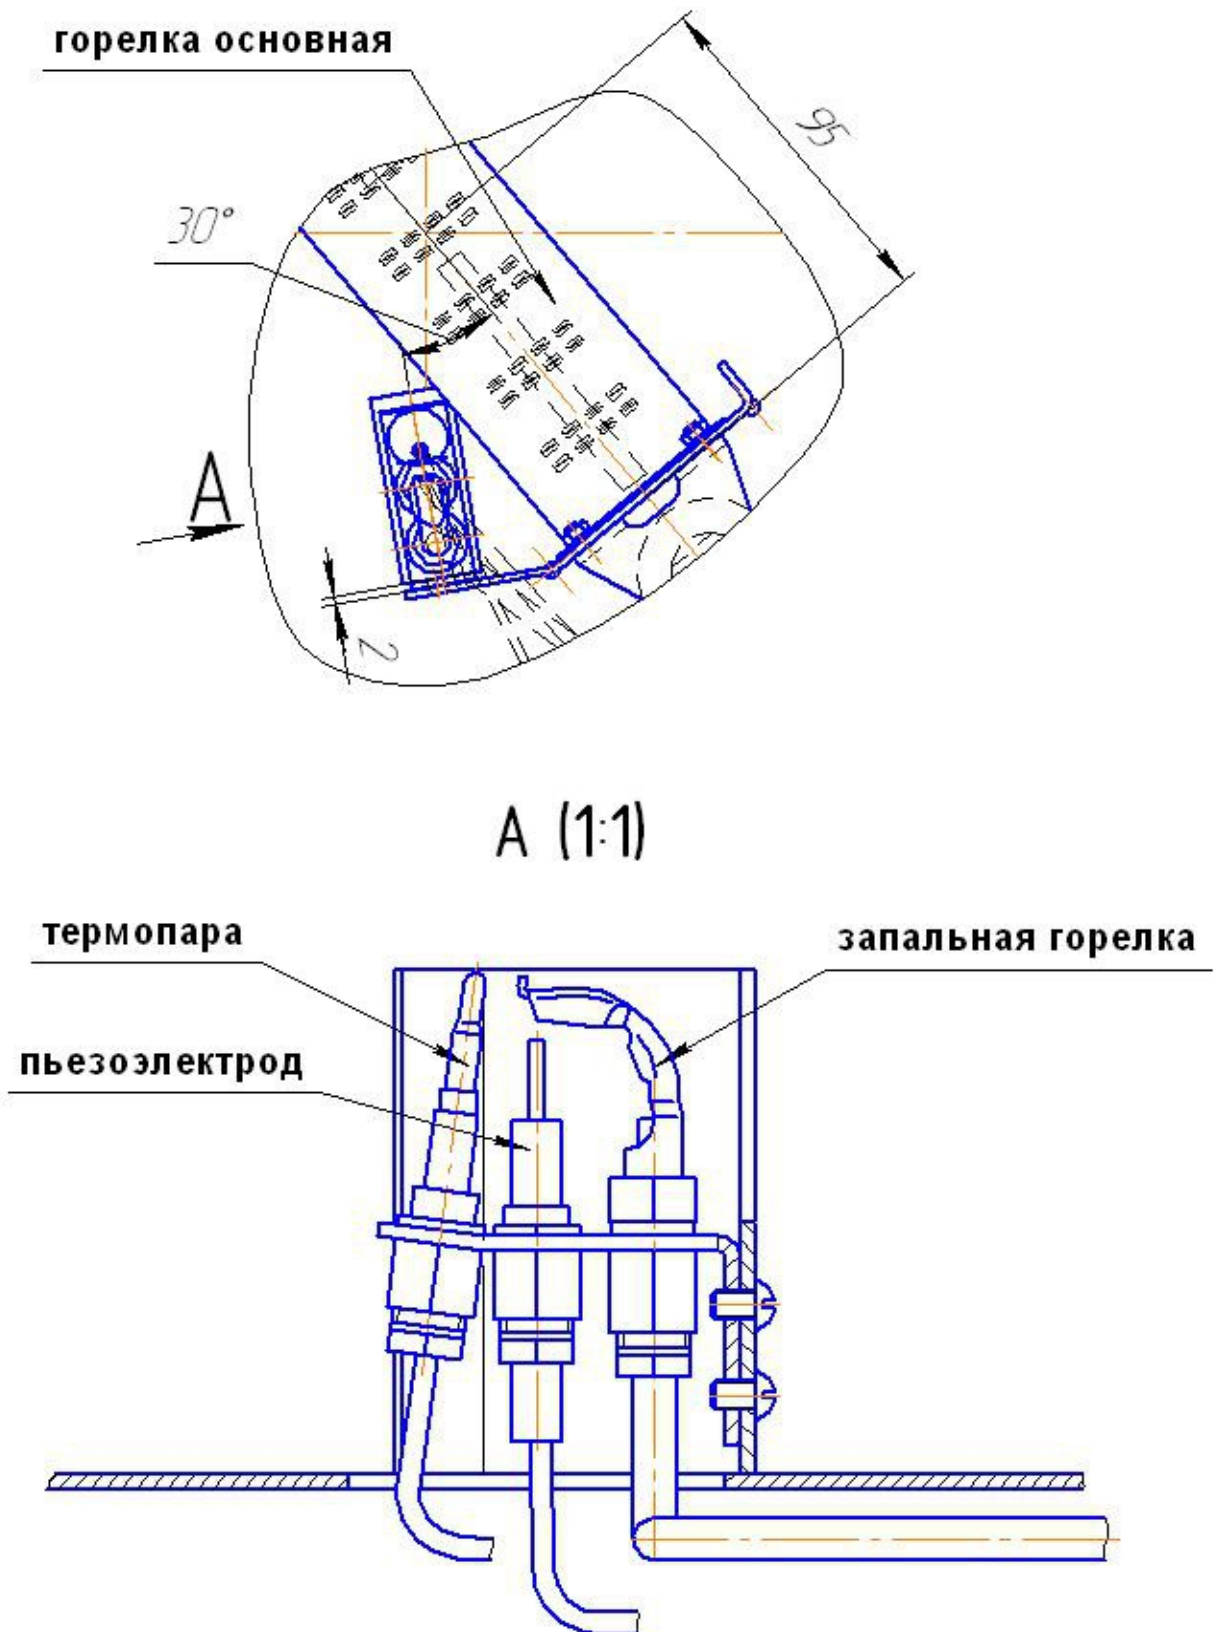 горелка основная
95
30°
А
2
А (1:1)
термопара
запальная горелка
пьезоэлектрод